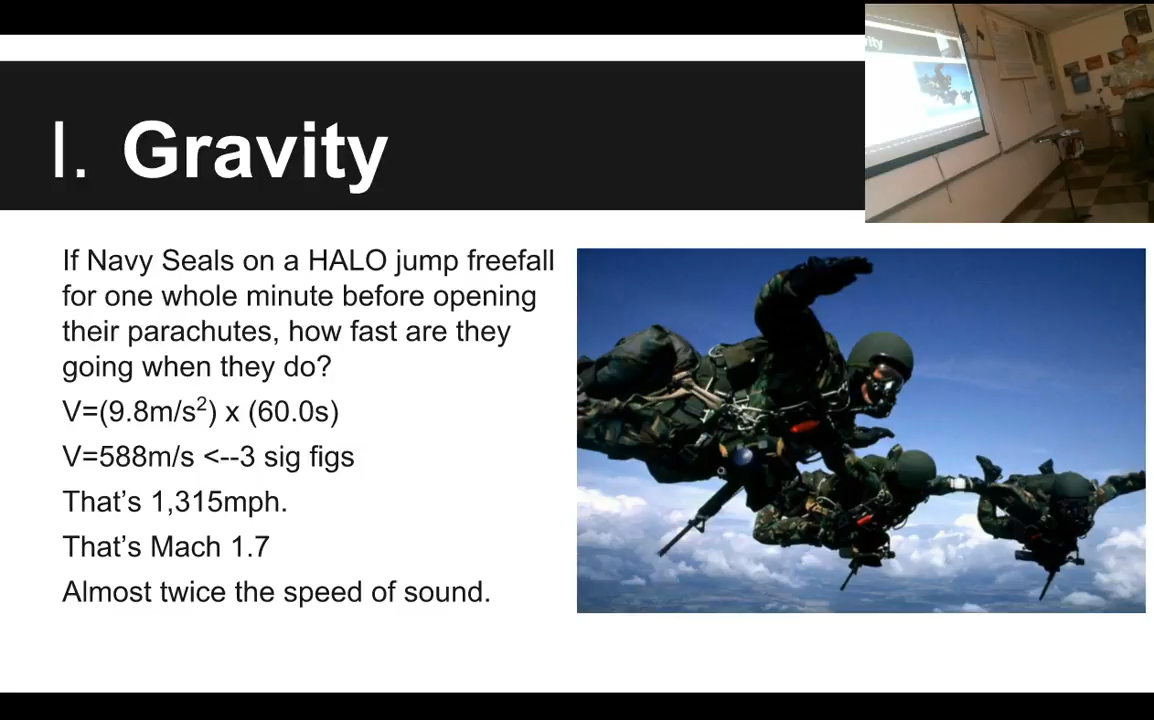 I. Gravity
If Navy Seals on a HALO jump freefall
for one whole minute before opening
their parachutes, how fast are they
going when they do?
V=(9.8m/s²) x (60.0s)
V=588m/s <--3 sig figs
That’s 1,315mph.
That’s Mach 1.7
Almost twice the speed of sound.
vity